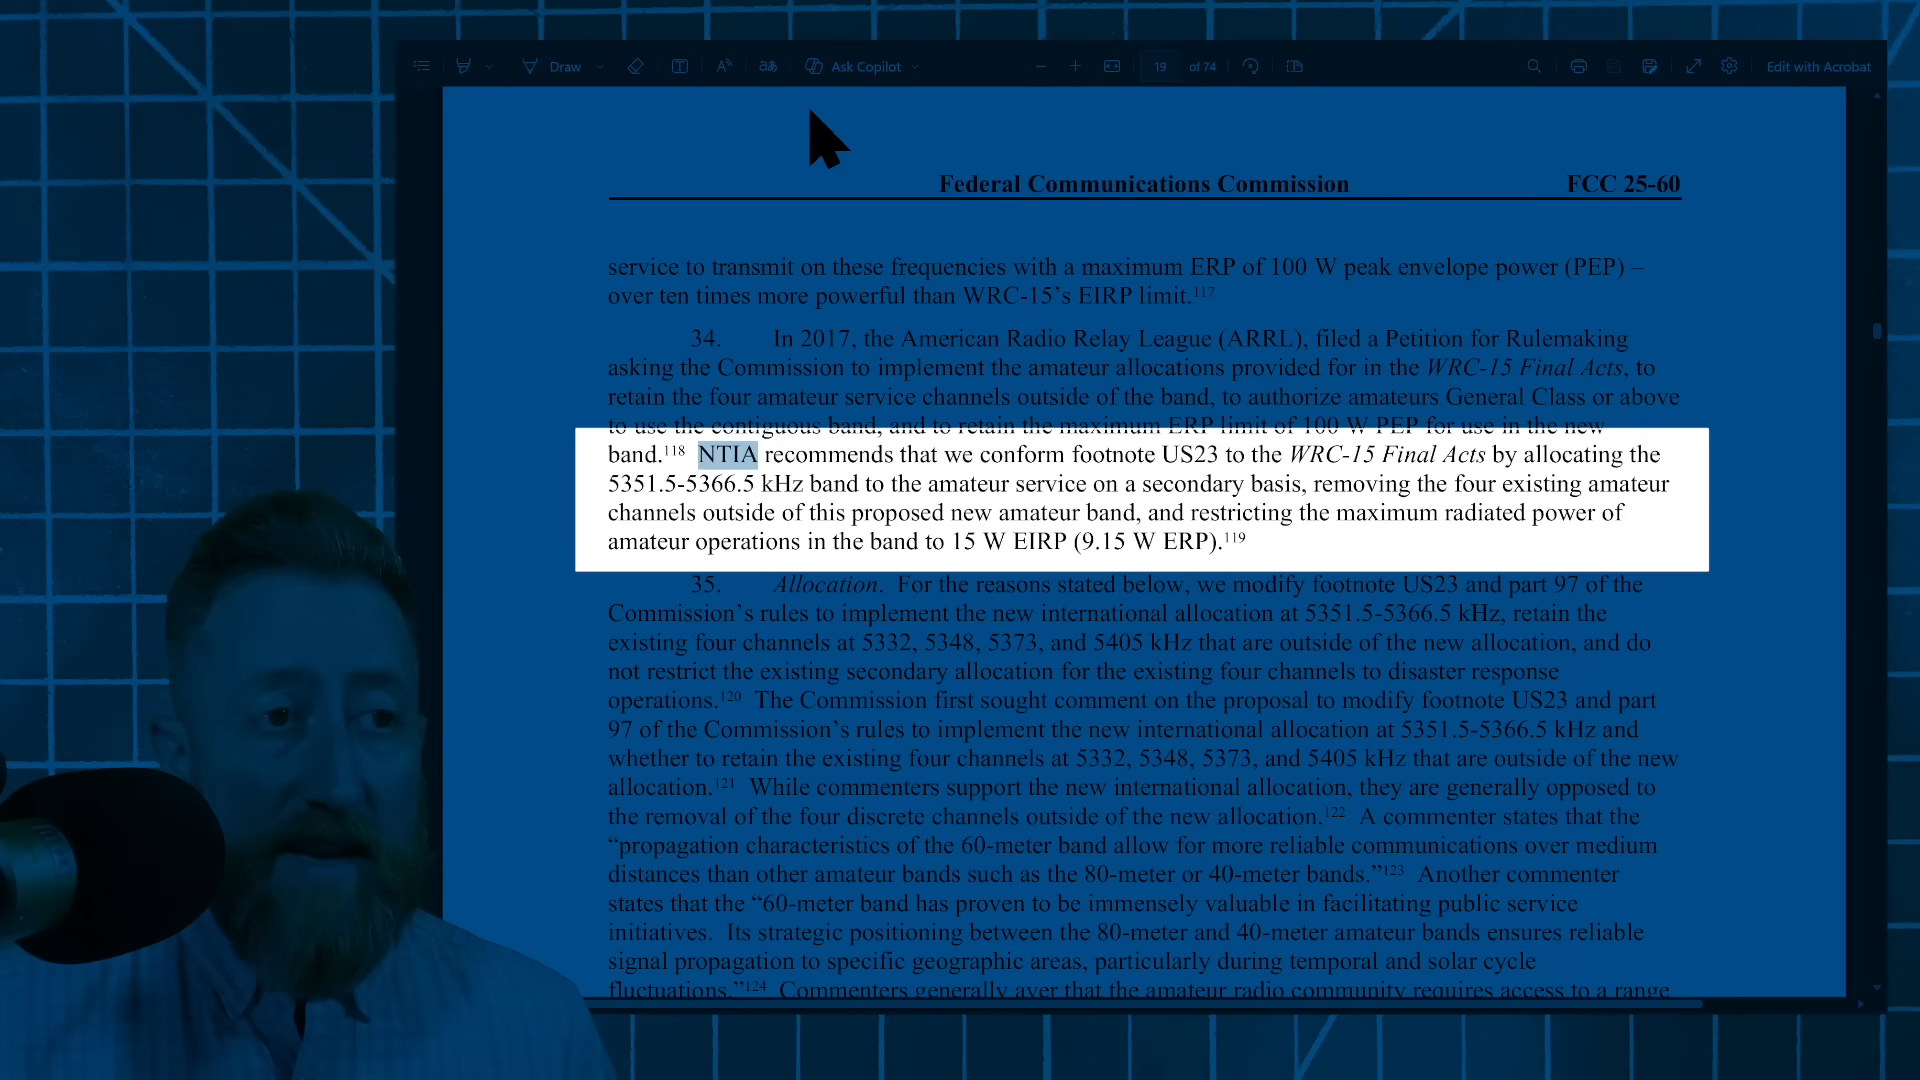 Draw
Ask Copilot
19 of 74
Edit with Acrobat
Federal Communications Commission FCC 25-60
service to transmit on these frequencies with a maximum ERP of 100 W peak envelope power (PEP) –
over ten times more powerful than WRC-15’s EIRP limit.117
34. In 2017, the American Radio Relay League (ARRL), filed a Petition for Rulemaking
asking the Commission to implement the amateur allocations provided for in the WRC-15 Final Acts, to
retain the four amateur service channels outside of the band, to authorize amateurs General Class or above
to use the contiguous band, and to retain the maximum ERP limit of 100 W PEP for use in the new
band.118 NTIA recommends that we conform footnote US23 to the WRC-15 Final Acts by allocating the
5351.5-5366.5 kHz band to the amateur service on a secondary basis, removing the four existing amateur
channels outside of this proposed new amateur band, and restricting the maximum radiated power of
amateur operations in the band to 15 W EIRP (9.15 W ERP).119
35. Allocation. For the reasons stated below, we modify footnote US23 and part 97 of the
Commission’s rules to implement the new international allocation at 5351.5-5366.5 kHz, retain the
existing four channels at 5332, 5348, 5373, and 5405 kHz that are outside of the new allocation, and do
not restrict the existing secondary allocation for the existing four channels to disaster response
operations.120 The Commission first sought comment on the proposal to modify footnote US23 and part
97 of the Commission’s rules to implement the new international allocation at 5351.5-5366.5 kHz and
whether to retain the existing four channels at 5332, 5348, 5373, and 5405 kHz that are outside of the new
allocation.121 While commenters support the new international allocation, they are generally opposed to
the removal of the four discrete channels outside of the new allocation.122 A commenter states that the
“propagation characteristics of the 60-meter band allow for more reliable communications over medium
distances than other amateur bands such as the 80-meter or 40-meter bands.”123 Another commenter
states that the “60-meter band has proven to be immensely valuable in facilitating public service
initiatives. Its strategic positioning between the 80-meter and 40-meter amateur bands ensures reliable
signal propagation to specific geographic areas, particularly during temporal and solar cycle
fluctuations.”124 Commenters generally aver that the amateur radio community requires access to a range